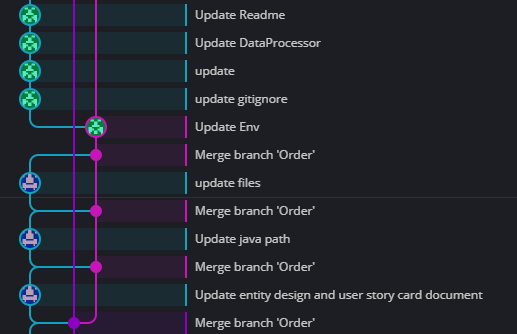 Update Readme
Update DataProcessor
update
update gitignore
Update Env
Merge branch 'Order'
update files
Merge branch 'Order'
Update java path
Merge branch 'Order'
Update entity design and user story card document
Merge branch 'Order'